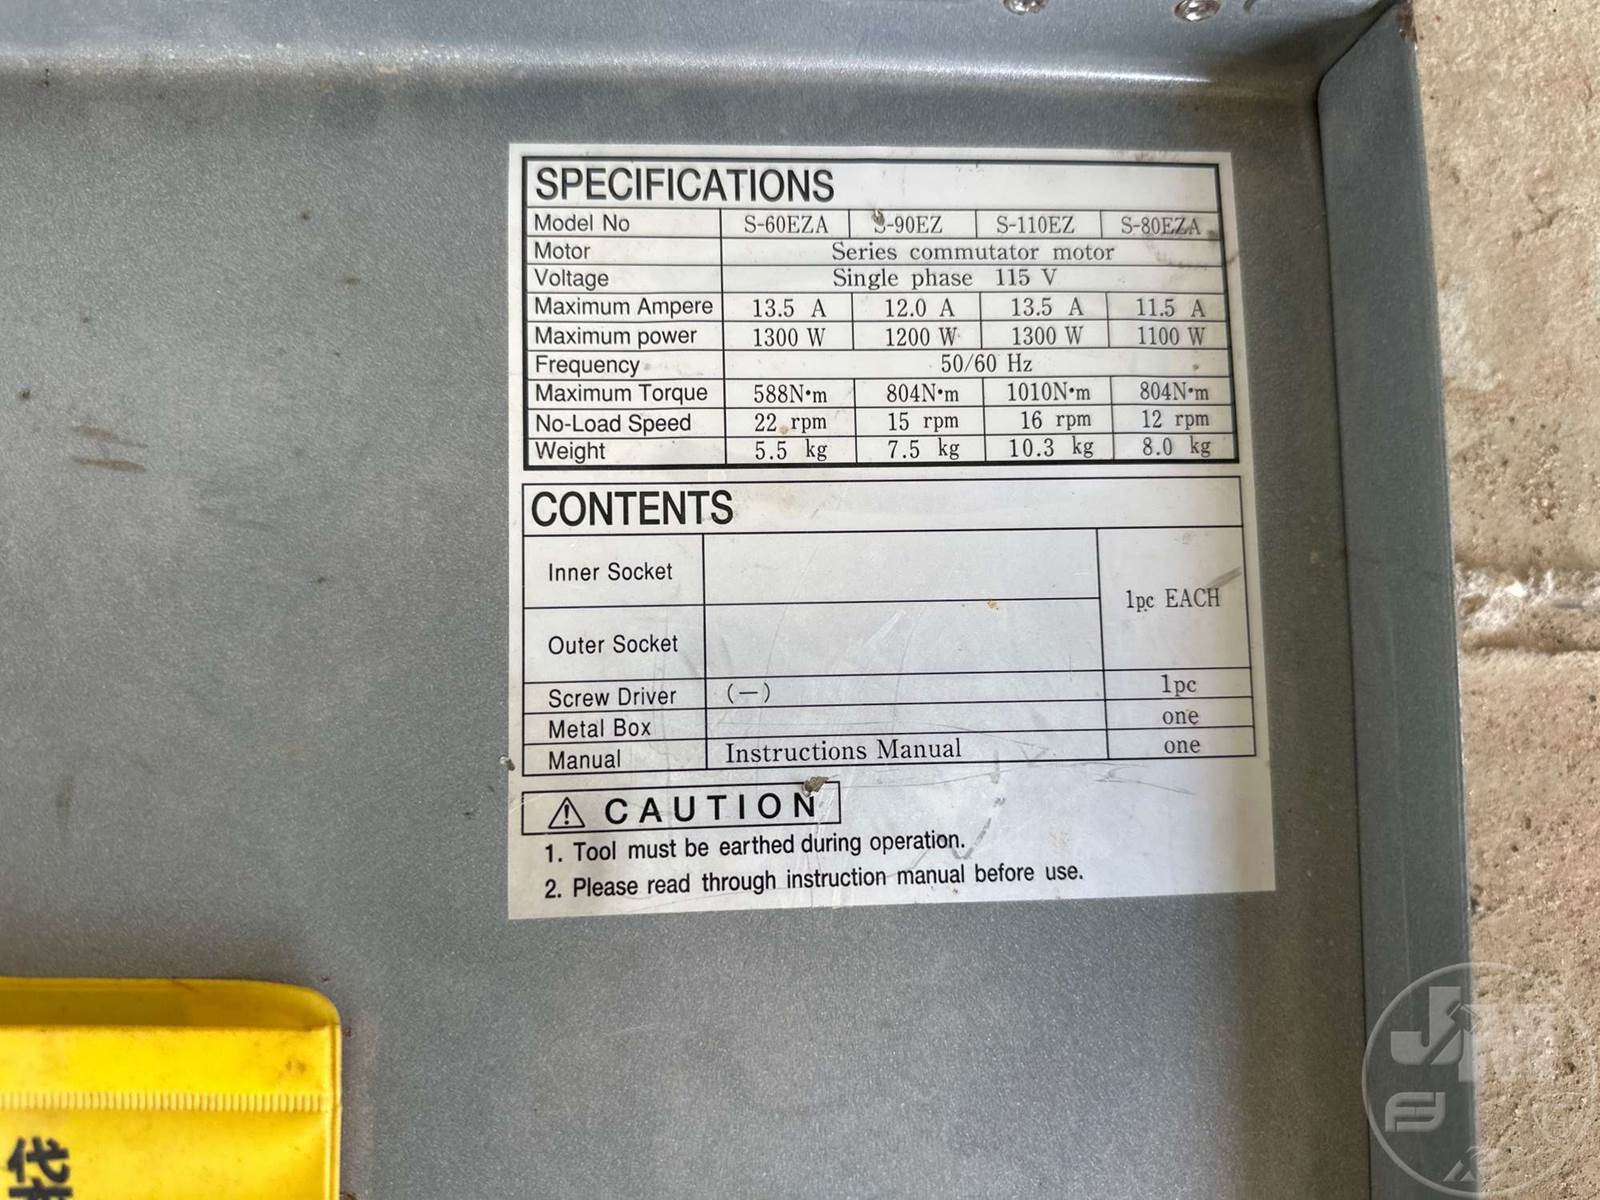 SPECIFICATIONS
Model No S-60EZA S-90EZ S-110EZ S-80EZA
Motor Series commutator motor
Voltage Single phase 115 V
Maximum Ampere 13.5 A 12.0 A 13.5 A 11.5 A
Maximum power 1300 W 1200 W 1300 W 1100 W
Frequency 50/60 Hz
Maximum Torque 588N•m 804N•m 1010N•m 804N•m
No-Load Speed 22 rpm 15 rpm 16 rpm 12 rpm
Weight 5.5 kg 7.5 kg 10.3 kg 8.0 kg
CONTENTS
Inner Socket
1pc EACH
Outer Socket
Screw Driver (—) 1pc
Metal Box one
Manual Instructions Manual one
⚠ CAUTION
1. Tool must be earthed during operation.
2. Please read through instruction manual before use.
袋
JM